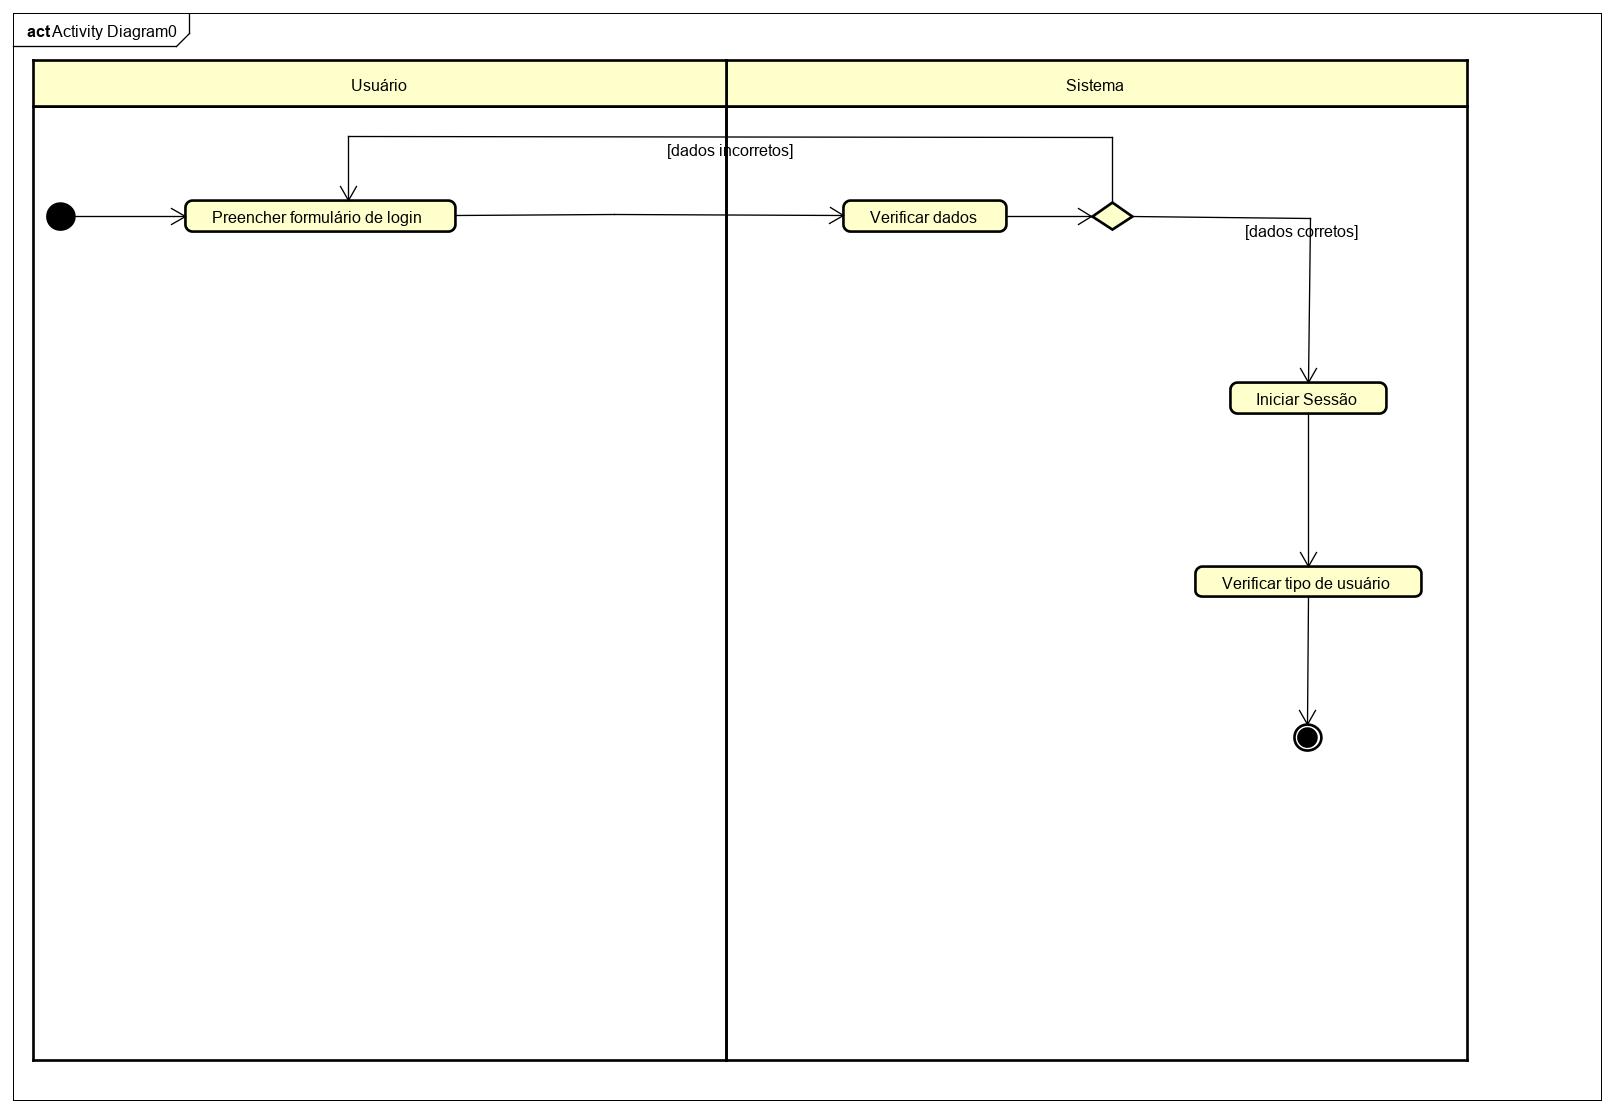 act Activity Diagram0
Usuário
Sistema
[dados incorretos]
Preencher formulário de login
Verificar dados
[dados corretos]
Iniciar Sessão
Verificar tipo de usuário